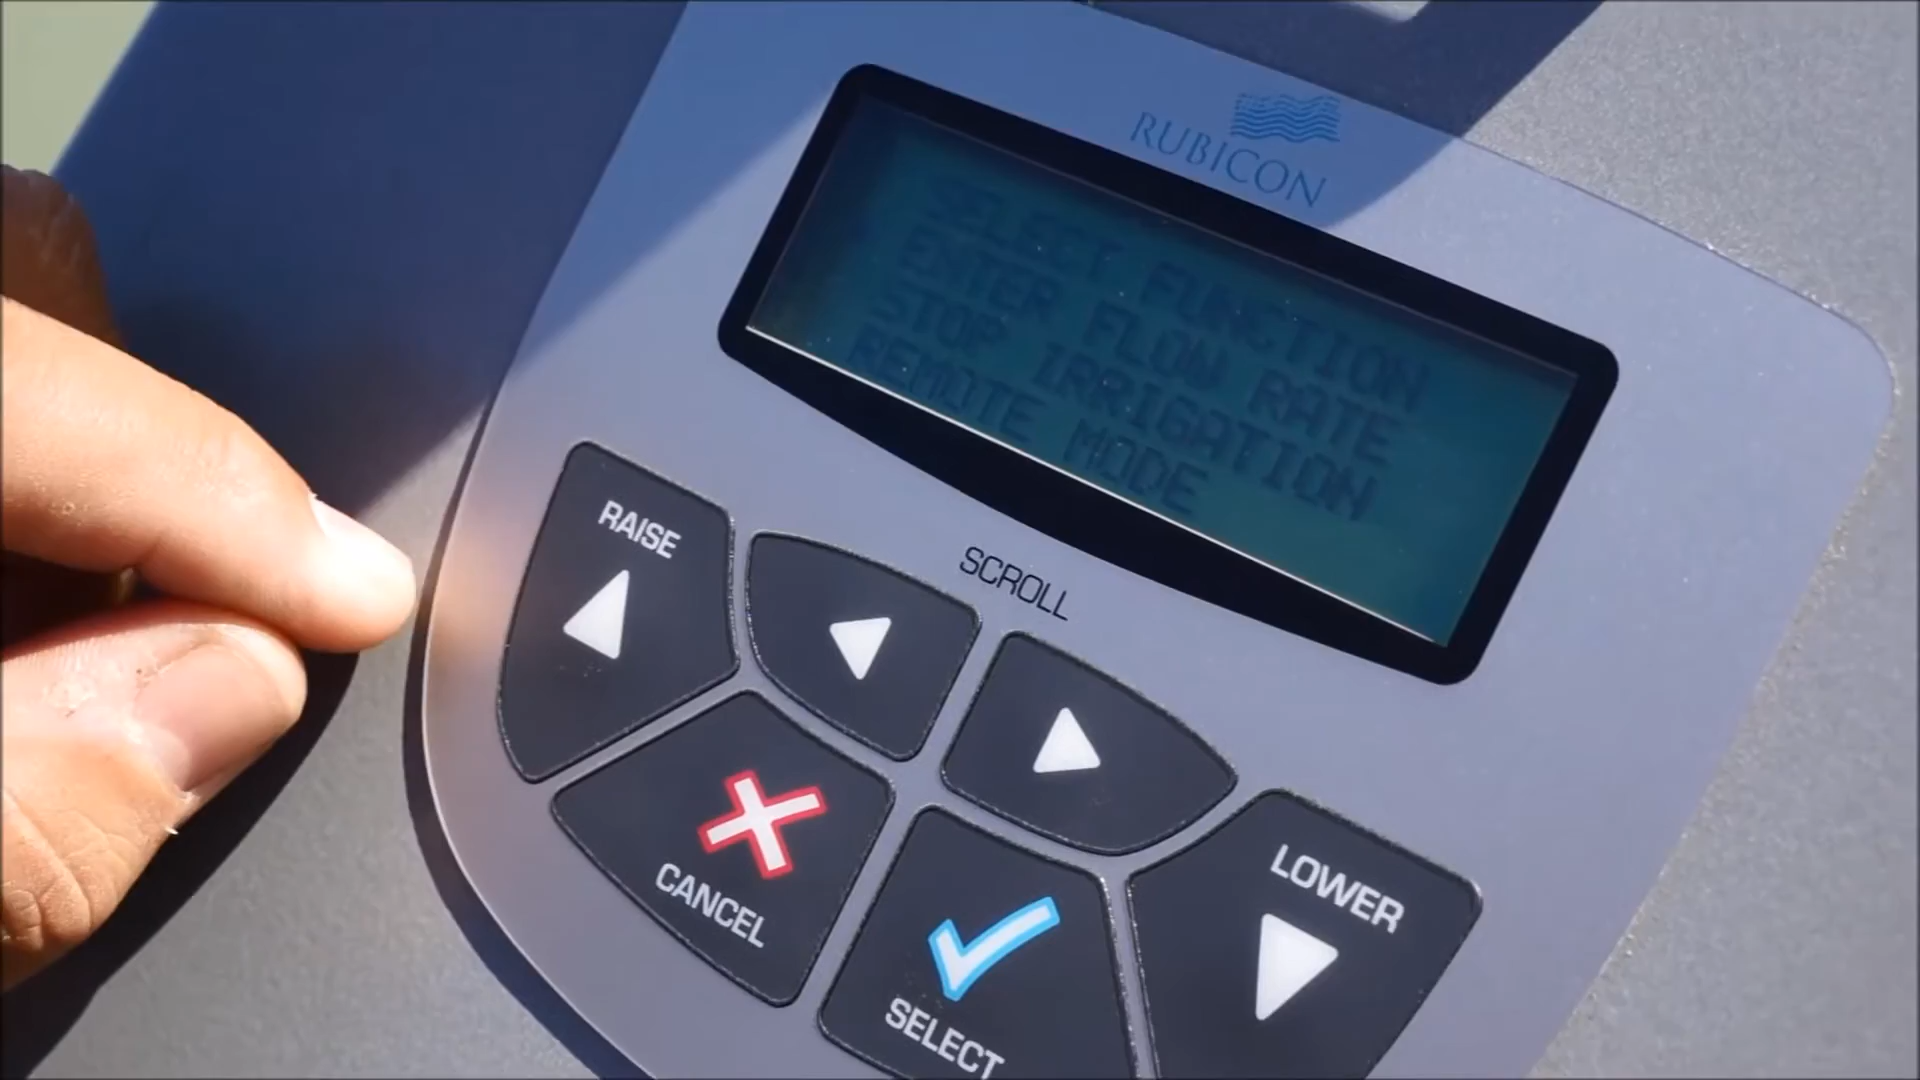 RUBICON
SELECT FUNCTION
ENTER FLOW RATE
STOP IRRIGATION
REMOTE MODE
SCROLL
RAISE
CANCEL
SELECT
LOWER